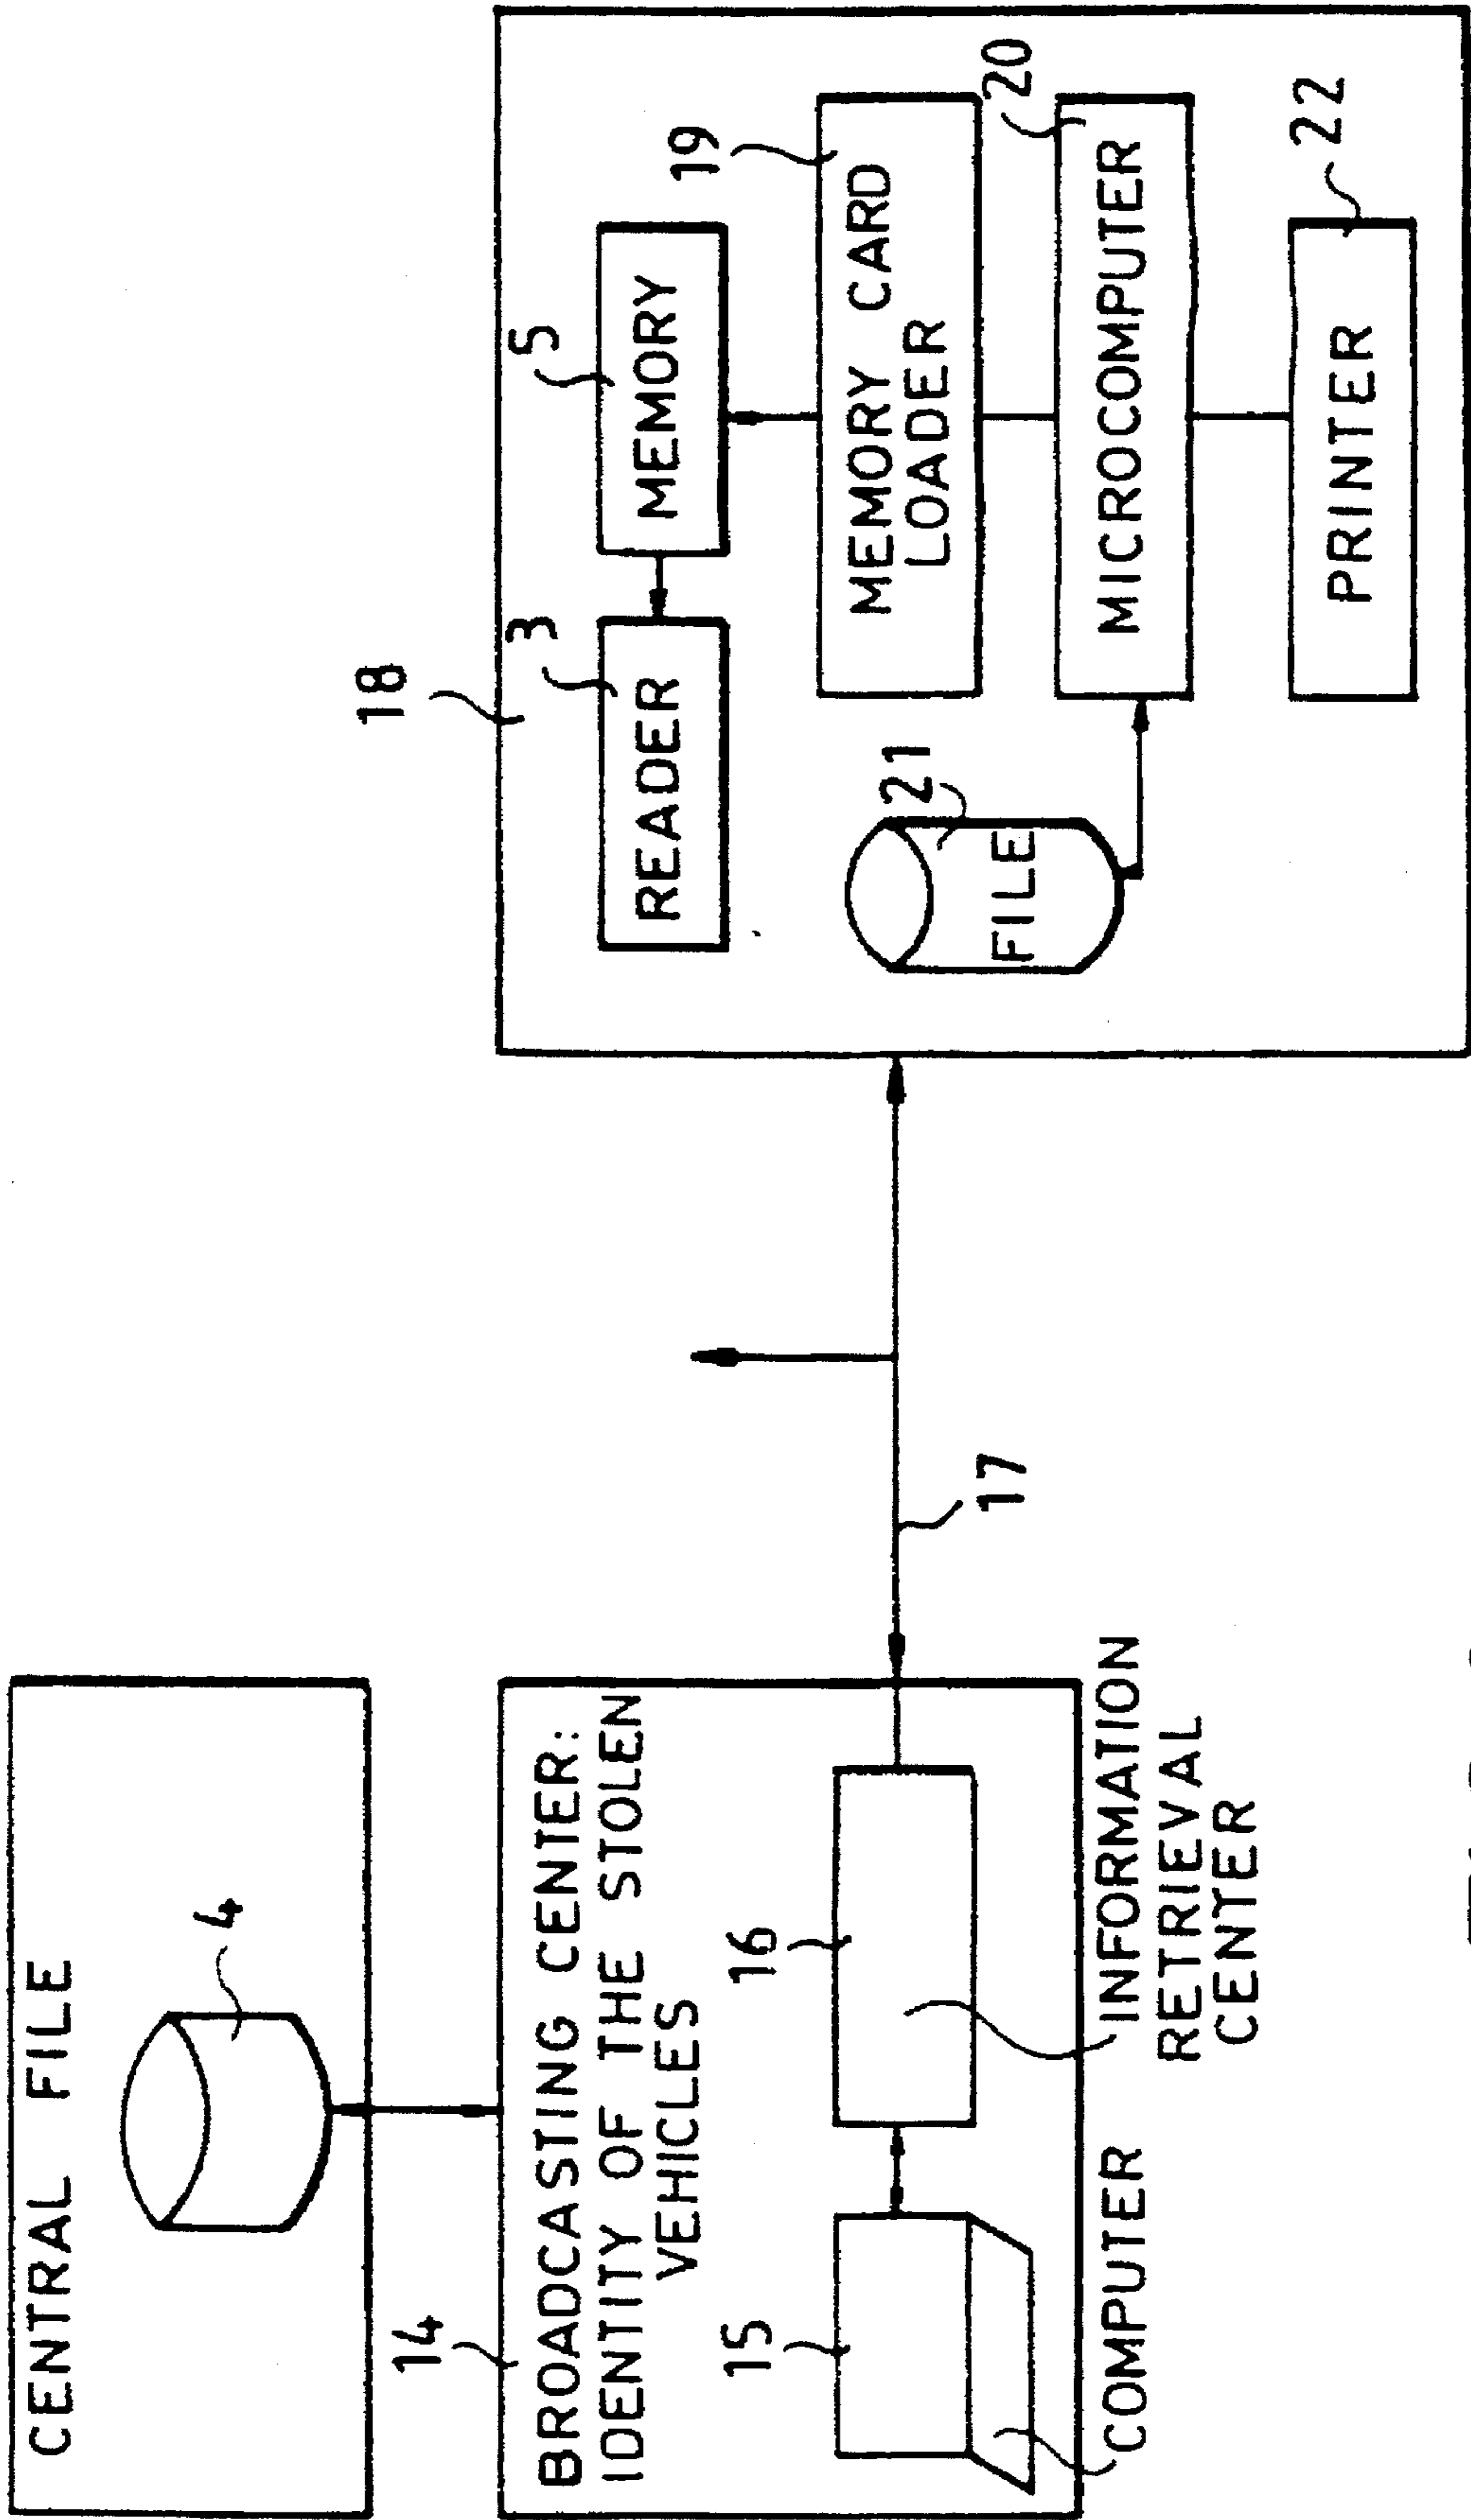 CENTRAL FILE
4
14
BROADCASTING CENTER:
IDENTITY OF THE STOLEN
VEHICLES
15
16
COMPUTER
INFORMATION
RETRIEVAL
CENTER
17
18
3
READER
5
MEMORY
19
MEMORY CARD
LOADER
20
MICROCOMPUTER
21
FILE
22
PRINTER